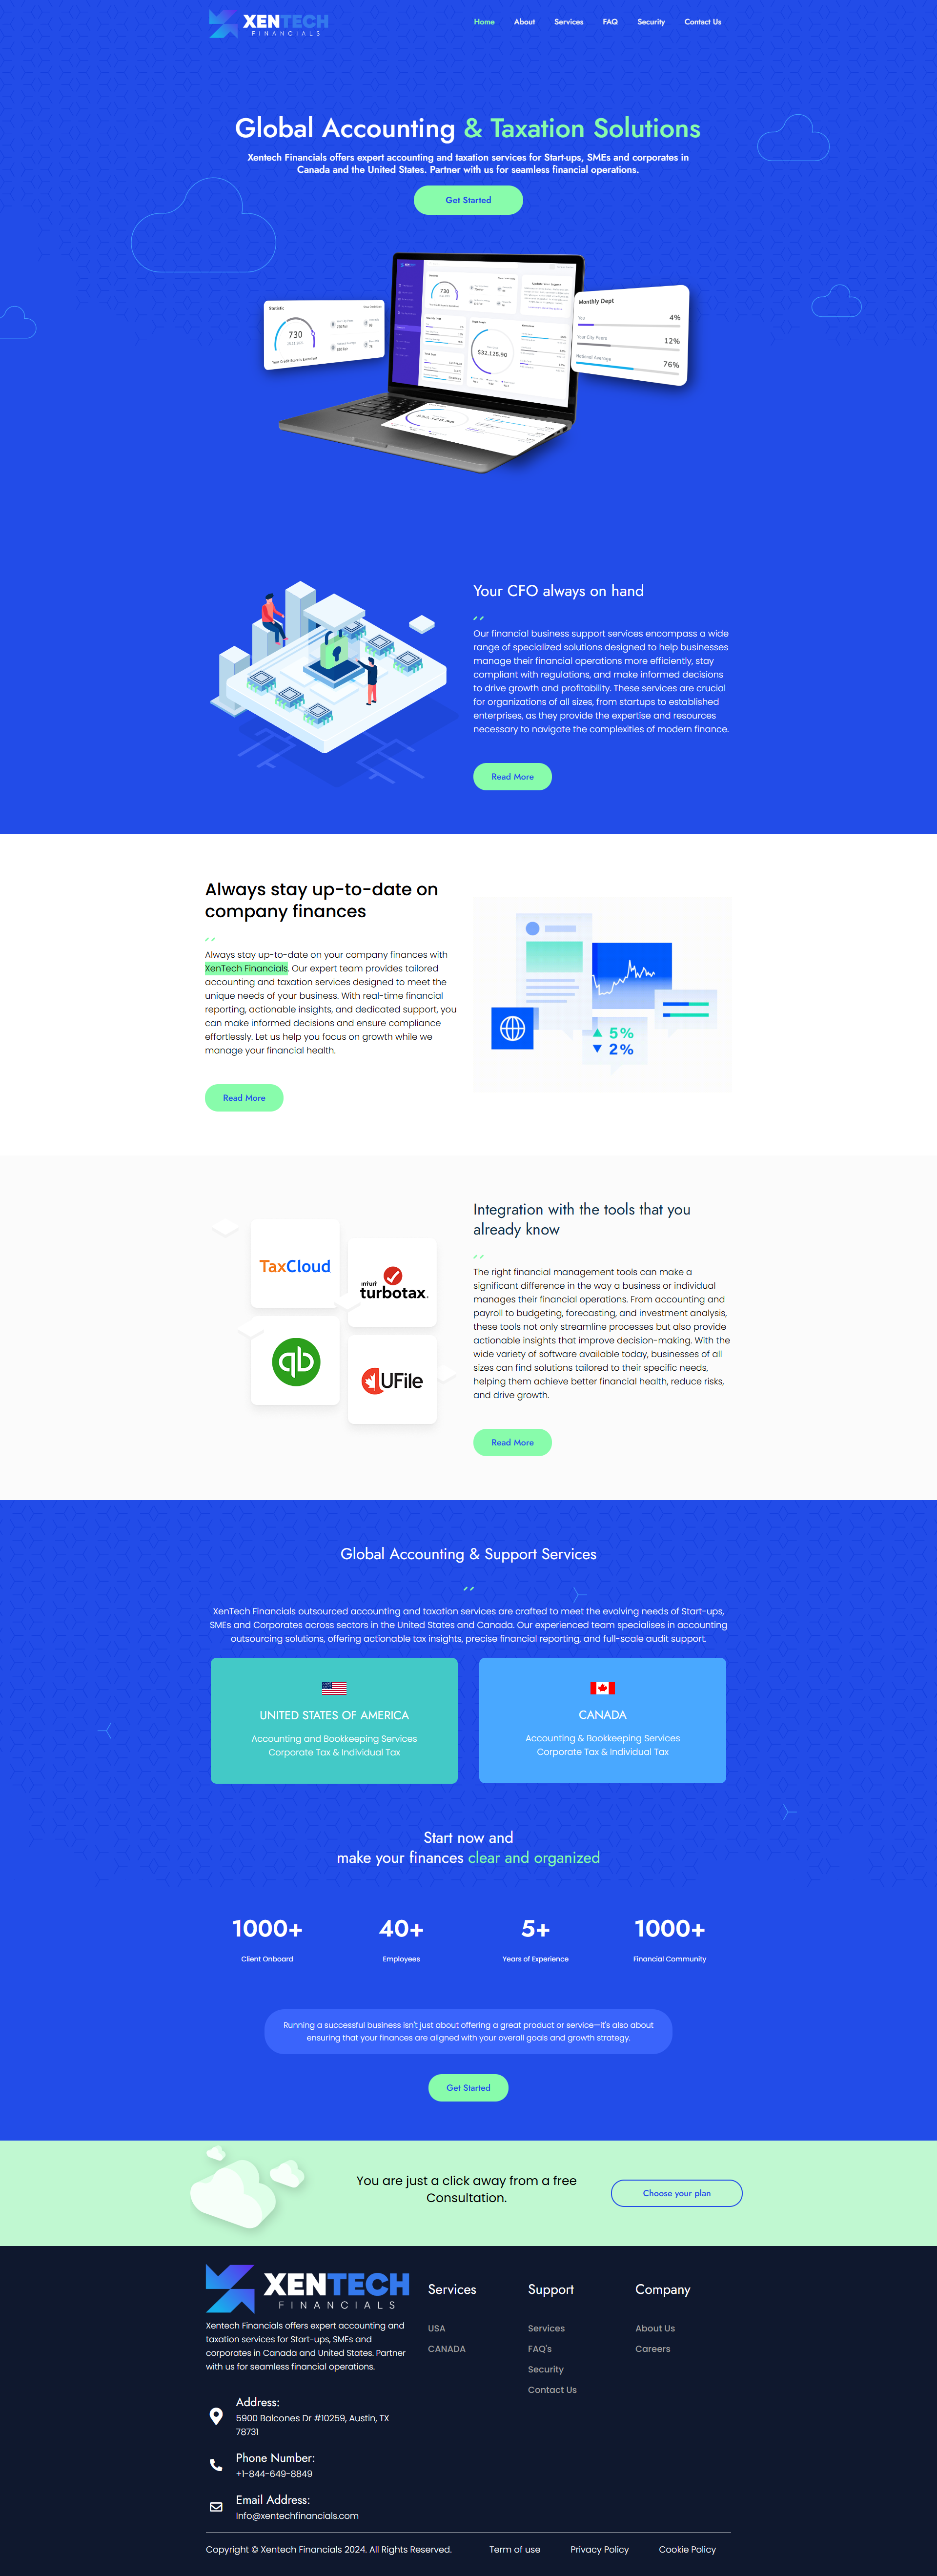 XENTECH
FINANCIALS
Home
About
Services
FAQ
Security
Contact Us
Global Accounting & Taxation Solutions
Xentech Financials offers expert accounting and taxation services for Start-ups, SMEs and corporates in
Canada and the United States. Partner with us for seamless financial operations.
Get Started
Statistic
730
Your Credit Score is Excellent
730
$32,125.90
Monthly Dept
You
4%
Your City Peers
12%
National Average
76%
Your CFO always on hand
Our financial business support services encompass a wide
range of specialized solutions designed to help businesses
manage their financial operations more efficiently, stay
compliant with regulations, and make informed decisions
to drive growth and profitability. These services are crucial
for organizations of all sizes, from startups to established
enterprises, as they provide the expertise and resources
necessary to navigate the complexities of modern finance.
Read More
Always stay up-to-date on
company finances
Always stay up-to-date on your company finances with
XenTech Financials. Our expert team provides tailored
accounting and taxation services designed to meet the
unique needs of your business. With real-time financial
reporting, actionable insights, and dedicated support, you
can make informed decisions and ensure compliance
effortlessly. Let us help you focus on growth while we
manage your financial health.
Read More
5%
2%
TaxCloud
intuit
turbotax.
qb
UFile
Integration with the tools that you
already know
The right financial management tools can make a
significant difference in the way a business or individual
manages their financial operations. From accounting and
payroll to budgeting, forecasting, and investment analysis,
these tools not only streamline processes but also provide
actionable insights that improve decision-making. With the
wide variety of software available today, businesses of all
sizes can find solutions tailored to their specific needs,
helping them achieve better financial health, reduce risks,
and drive growth.
Read More
Global Accounting & Support Services
XenTech Financials outsourced accounting and taxation services are crafted to meet the evolving needs of Start-ups,
SMEs and Corporates across sectors in the United States and Canada. Our experienced team specialises in accounting
outsourcing solutions, offering actionable tax insights, precise financial reporting, and full-scale audit support.
UNITED STATES OF AMERICA
Accounting and Bookkeeping Services
Corporate Tax & Individual Tax
CANADA
Accounting & Bookkeeping Services
Corporate Tax & Individual Tax
Start now and
make your finances clear and organized
1000+
Client Onboard
40+
Employees
5+
Years of Experience
1000+
Financial Community
Running a successful business isn't just about offering a great product or service—it's also about
ensuring that your finances are aligned with your overall goals and growth strategy.
Get Started
You are just a click away from a free
Consultation.
Choose your plan
XENTECH
FINANCIALS
Xentech Financials offers expert accounting and
taxation services for Start-ups, SMEs and
corporates in Canada and United States. Partner
with us for seamless financial operations.
Address:
5900 Balcones Dr #10259, Austin, TX
78731
Phone Number:
+1-844-649-8849
Email Address:
Info@xentechfinancials.com
Services
USA
CANADA
Support
Services
FAQ's
Security
Contact Us
Company
About Us
Careers
Copyright © Xentech Financials 2024. All Rights Reserved.
Term of use
Privacy Policy
Cookie Policy